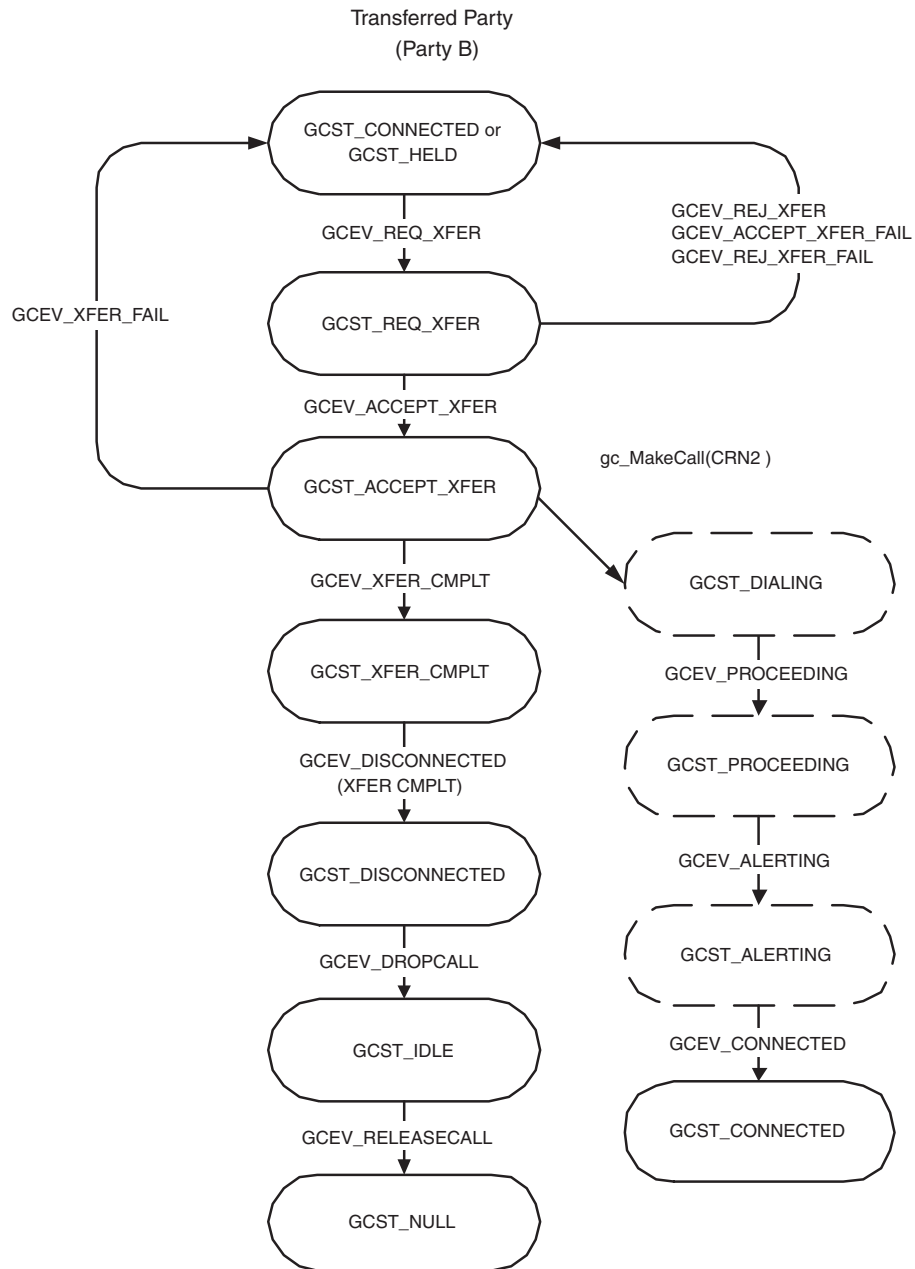 Transferred Party
(Party B)
GCST_CONNECTED or
GCST_HELD
GCEV_REQ_XFER
GCEV_REJ_XFER
GCEV_ACCEPT_XFER_FAIL
GCEV_REJ_XFER_FAIL
GCEV_XFER_FAIL
GCST_REQ_XFER
GCEV_ACCEPT_XFER
GCST_ACCEPT_XFER
gc_MakeCall(CRN2 )
GCEV_XFER_CMPLT
GCST_DIALING
GCST_XFER_CMPLT
GCEV_PROCEEDING
GCEV_DISCONNECTED
(XFER CMPLT)
GCST_PROCEEDING
GCST_DISCONNECTED
GCEV_ALERTING
GCEV_DROPCALL
GCST_ALERTING
GCST_IDLE
GCEV_CONNECTED
GCEV_RELEASECALL
GCST_CONNECTED
GCST_NULL